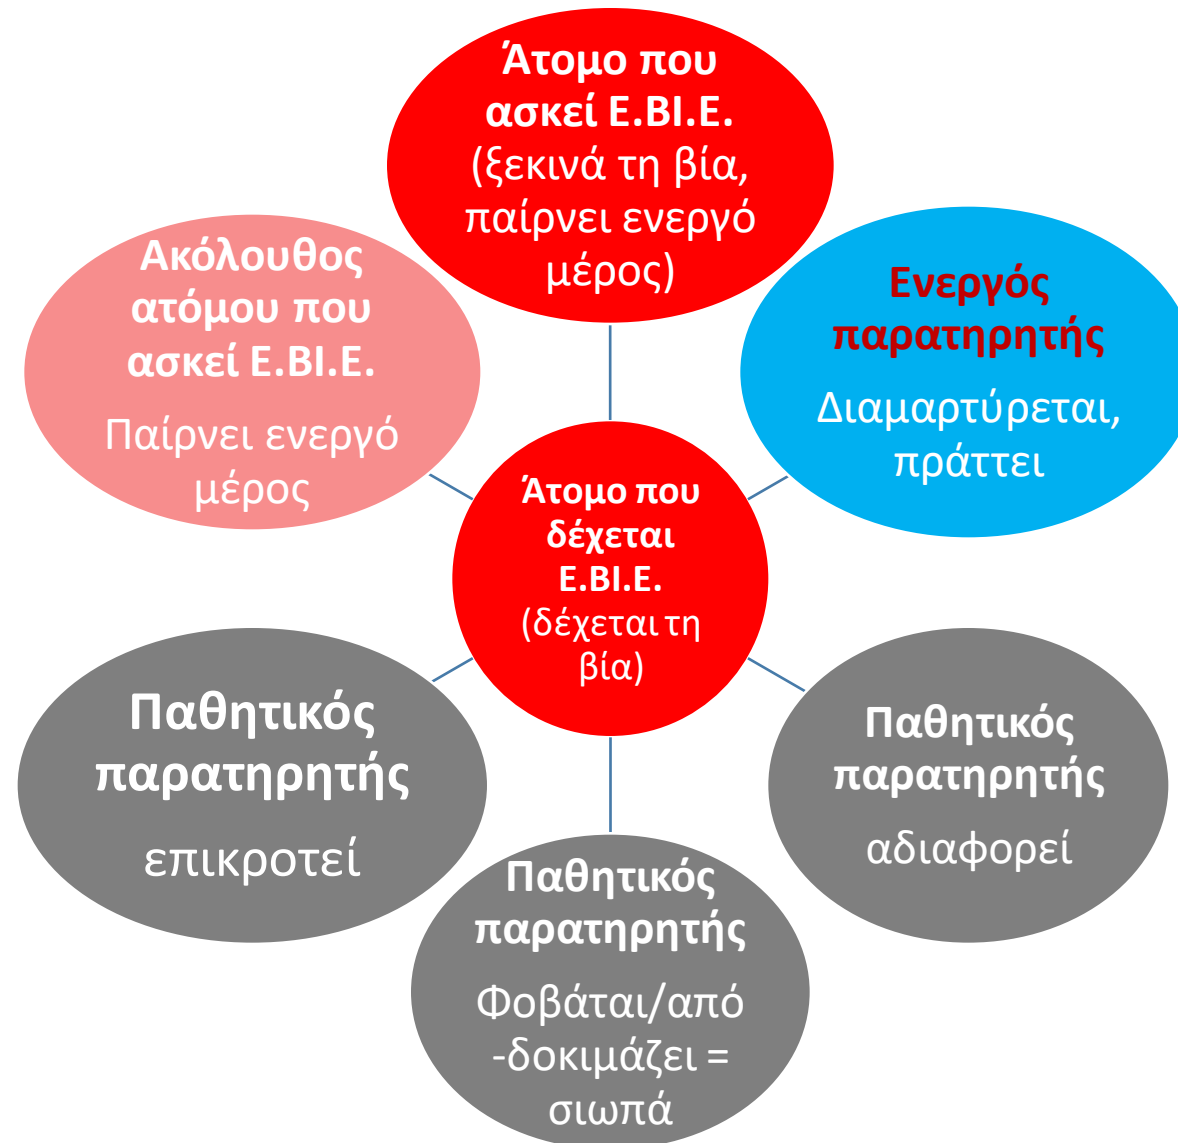 Άτομο που
ασκεί Ε.ΒΙ.Ε.
(ξεκινά τη βία,
παίρνει ενεργό
μέρος)
Ενεργός
παρατηρητής
Διαμαρτύρεται,
πράττει
Παθητικός
παρατηρητής
αδιαφορεί
Παθητικός
παρατηρητής
Φοβάται/από
-δοκιμάζει =
σιωπά
Παθητικός
παρατηρητής
επικροτεί
Ακόλουθος
ατόμου που
ασκεί Ε.ΒΙ.Ε.
Παίρνει ενεργό
μέρος
Άτομο που
δέχεται
Ε.ΒΙ.Ε.
(δέχεται τη
βία)